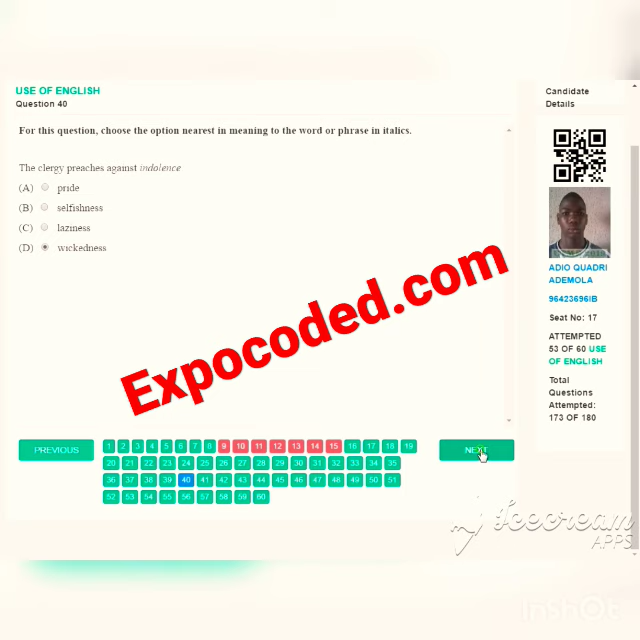 USE OF ENGLISH
Question 40
For this question, choose the option nearest in meaning to the word or phrase in italics.
The clergy preaches against indolence
(A) pride
(B) selfishness
(C) laziness
(D) wickedness
Expocoded.com
PREVIOUS
1 2 3 4 5 6 7 8 9 10 11 12 13 14 15 16 17 18 19
20 21 22 23 24 25 26 27 28 29 30 31 32 33 34 35
36 37 38 39 40 41 42 43 44 45 46 47 48 49 50 51
52 53 54 55 56 57 58 59 60
NEXT
Candidate
Details
ADIO QUADRI
ADEMOLA
96423696IB
Seat No: 17
ATTEMPTED
53 OF 60 USE
OF ENGLISH
Total
Questions
Attempted:
173 OF 180
Icecream
APPS
InShOt